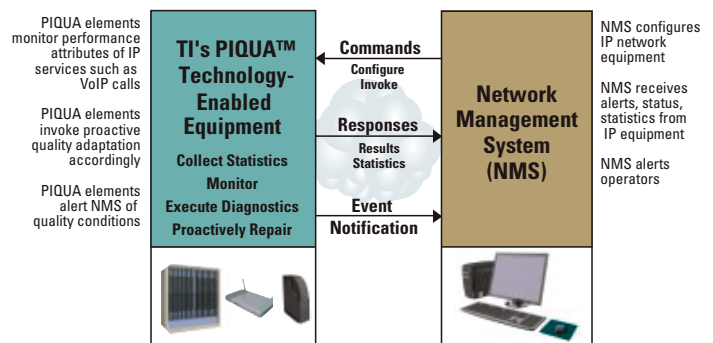 PIQUA elements
monitor performance
attributes of IP
services such as
VoIP calls
PIQUA elements
invoke proactive
quality adaptation
accordingly
PIQUA elements
alert NMS of
quality conditions
TI's PIQUA™
Technology-
Enabled
Equipment
Collect Statistics
Monitor
Execute Diagnostics
Proactively Repair
Commands
Configure
Invoke
Responses
Results
Statistics
Event
Notification
Network
Management
System
(NMS)
NMS configures
IP network
equipment
NMS receives
alerts, status,
statistics from
IP equipment
NMS alerts
operators